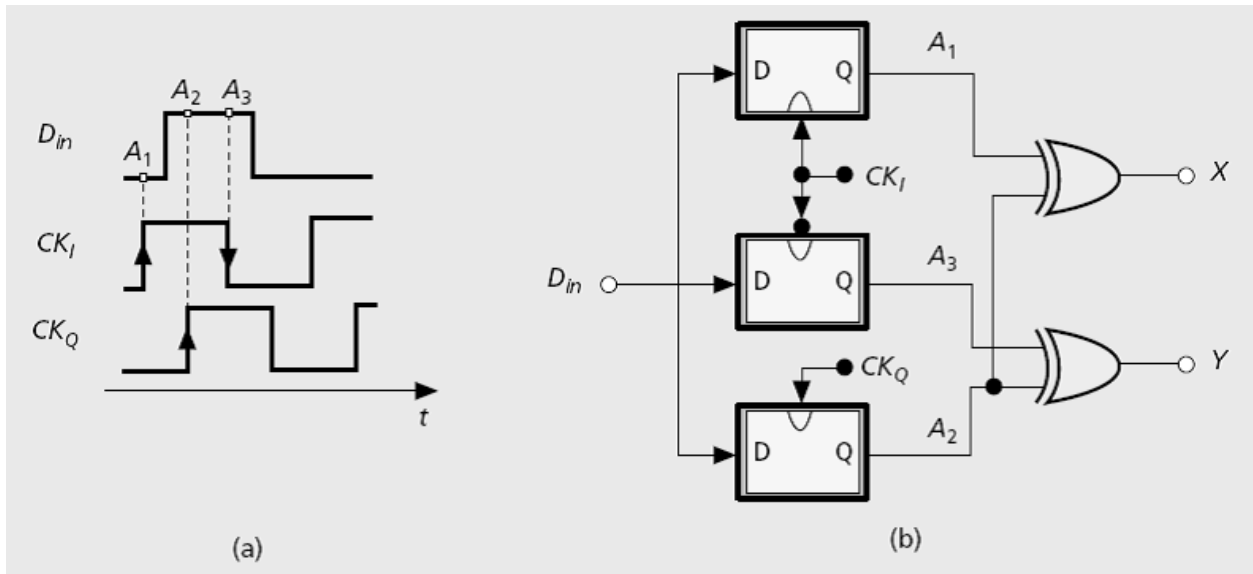 A1
A2
A3
Din
CKI
CKQ
t
(a)
D Q
A1
CKI
X
Din
D Q
A3
CKQ
Y
D Q
A2
(b)